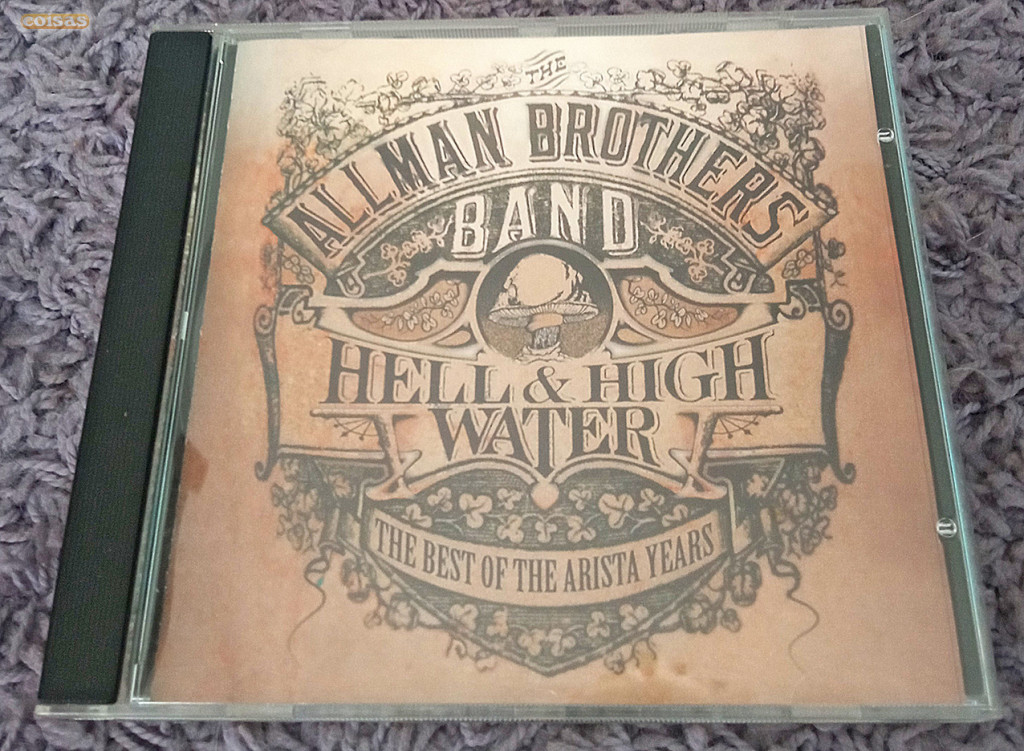 coisas
THE
ALLMAN BROTHERS
BAND
HELL & HIGH
WATER
THE BEST OF THE ARISTA YEARS